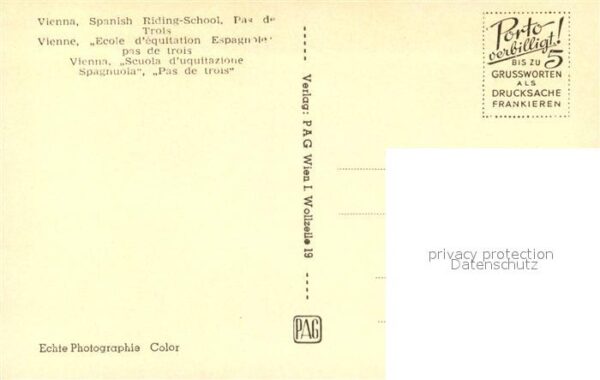 Vienna, Spanish Riding-School, Pas de
Trois
Vienne, „Ecole d'équitation Espagnole"
pas de trois
Vienna, „Scuola d'uquitazione
Spagnuola", „Pas de trois"
Verlag: PAG Wien I. Wollzeile 19
PAG
Echte Photographie Color
Porto
verbilligt!
BIS ZU 5
GRUSSWORTEN
ALS
DRUCKSACHE
FRANKIEREN
privacy protection
Datenschutz